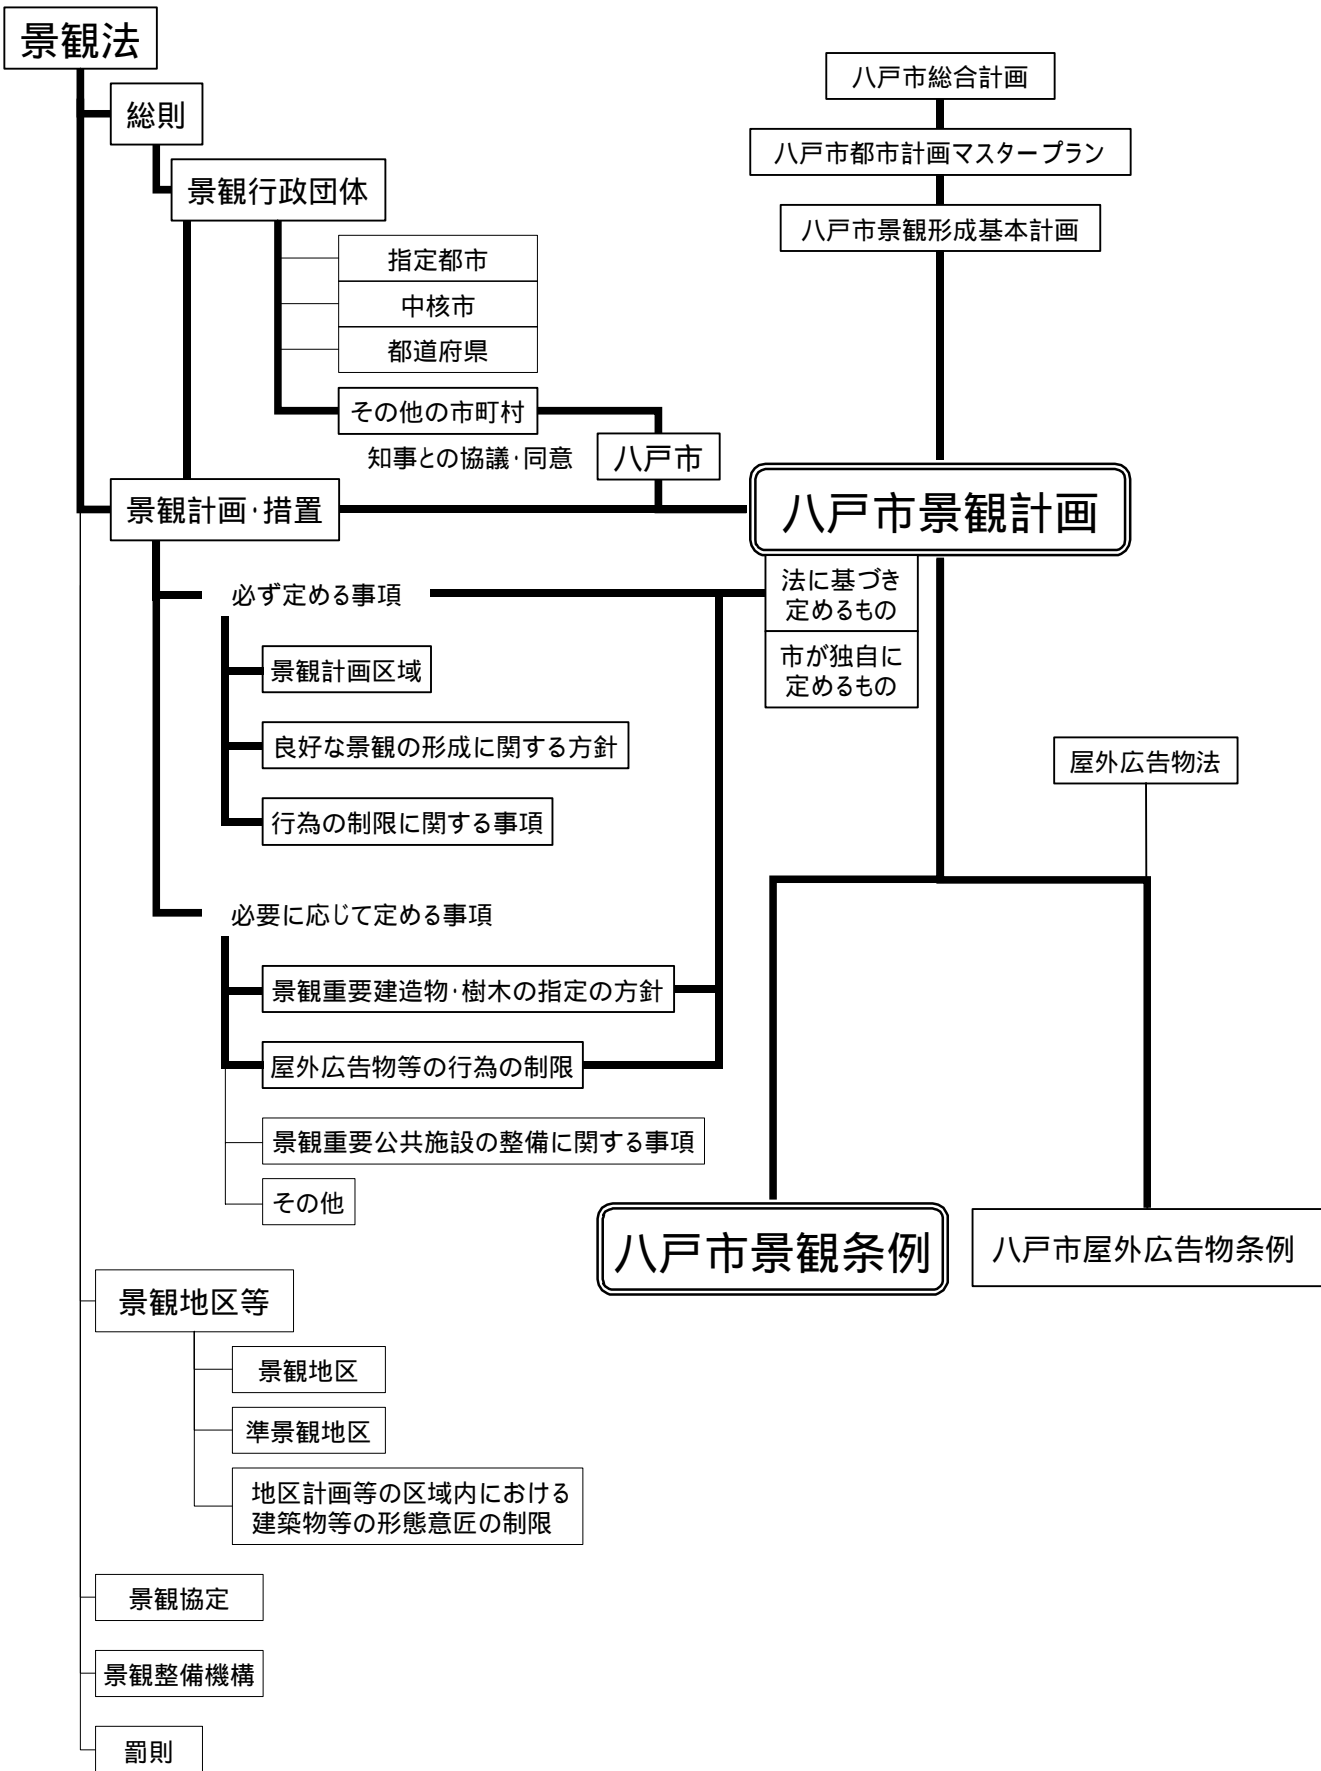 景観法
総則
景観行政団体
指定都市
中核市
都道府県
その他の市町村
知事との協議・同意
八戸市
景観計画・措置
必ず定める事項
景観計画区域
良好な景観の形成に関する方針
行為の制限に関する事項
必要に応じて定める事項
景観重要建造物・樹木の指定の方針
屋外広告物等の行為の制限
景観重要公共施設の整備に関する事項
その他
景観地区等
景観地区
準景観地区
地区計画等の区域内における
建築物等の形態意匠の制限
景観協定
景観整備機構
罰則
八戸市総合計画
八戸市都市計画マスタープラン
八戸市景観形成基本計画
八戸市景観計画
法に基づき
定めるもの
市が独自に
定めるもの
屋外広告物法
八戸市景観条例
八戸市屋外広告物条例